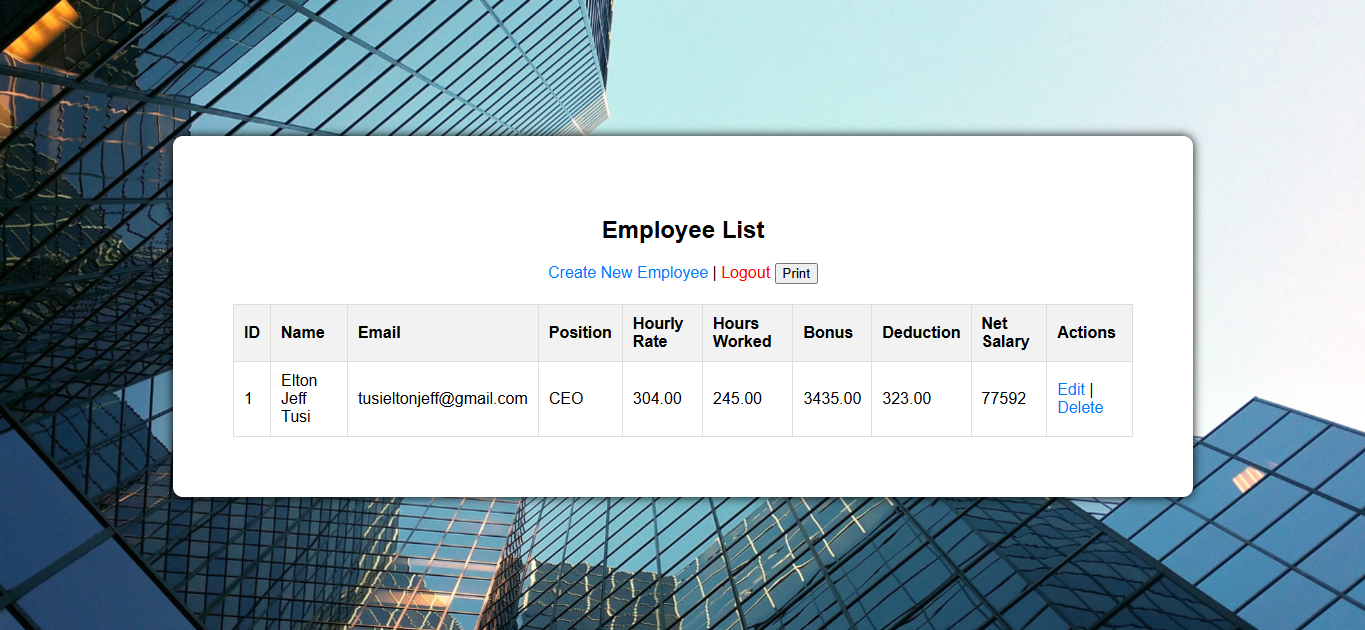 Employee List
Create New Employee | Logout Print
ID Name Email Position Hourly Rate Hours Worked Bonus Deduction Net Salary Actions
1 Elton Jeff Tusi tusieltonjeff@gmail.com CEO 304.00 245.00 3435.00 323.00 77592 Edit | Delete